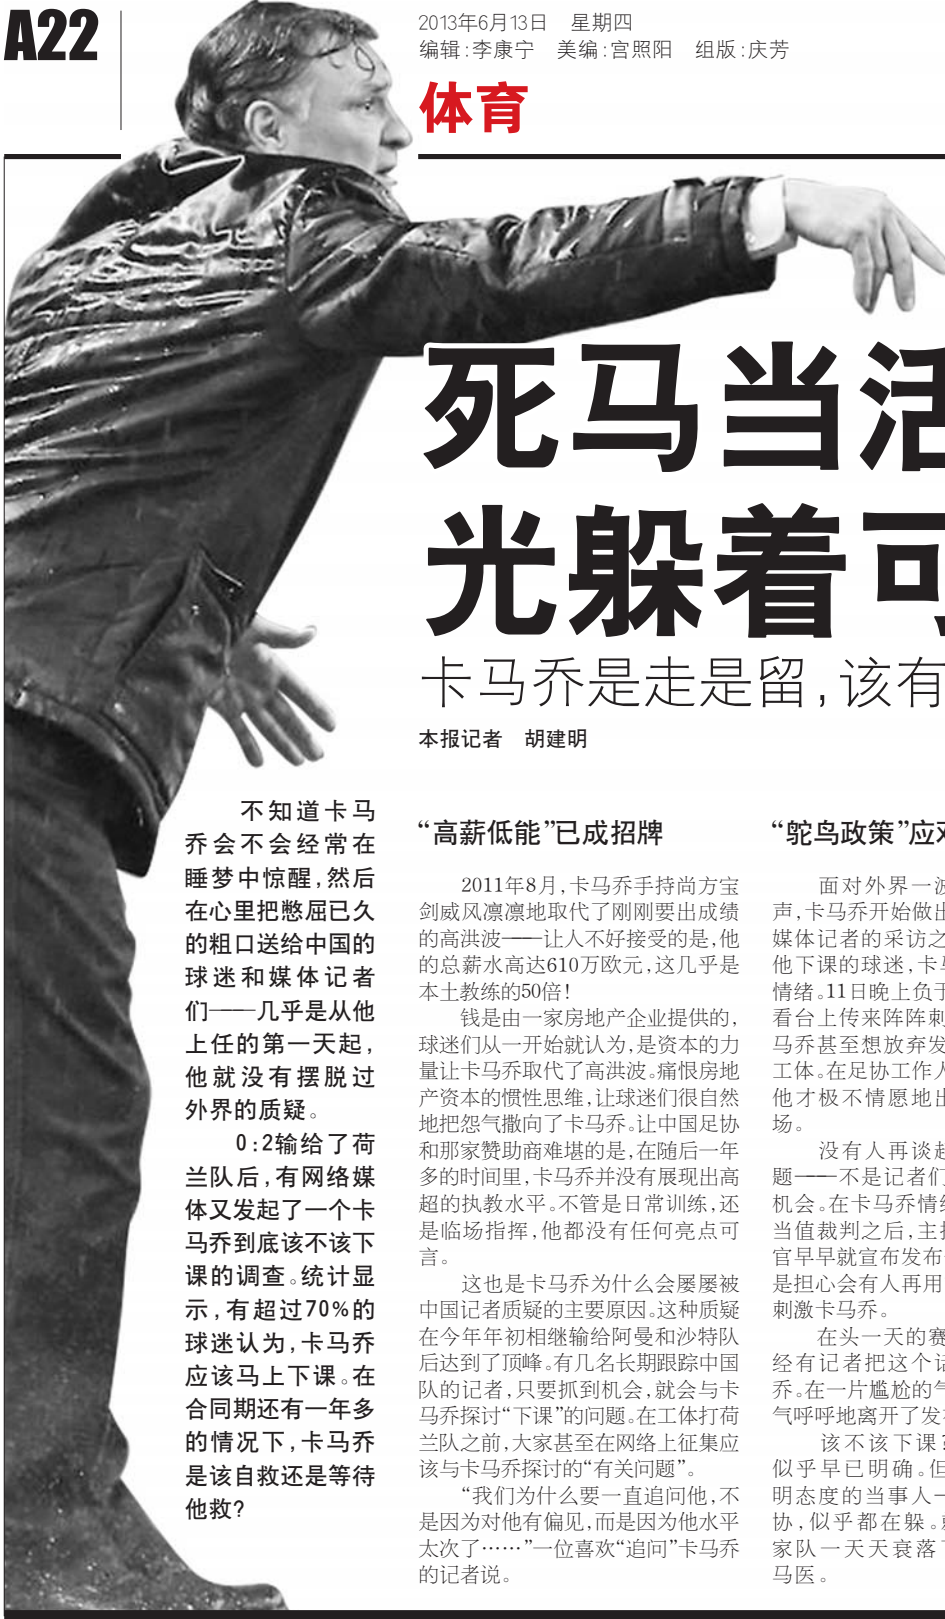 A22
2013年6月13日 星期四
编辑:李康宁 美编:宫照阳 组版:庆芳
体育
死马当活
光躲着可
卡马乔是走是留,该有
本报记者 胡建明
不知道卡马
乔会不会经常在
睡梦中惊醒,然后
在心里把憋屈已久
的粗口送给中国的
球迷和媒体记者
们——几乎是从他
上任的第一天起,
他就没有摆脱过
外界的质疑。
0:2输给了荷
兰队后,有网络媒
体又发起了一个卡
马乔到底该不该下
课的调查。统计显
示,有超过70%的
球迷认为,卡马乔
应该马上下课。在
合同期还有一年多
的情况下,卡马乔
是该自救还是等待
他救?
“高薪低能”已成招牌
2011年8月,卡马乔手持尚方宝
剑威风凛凛地取代了刚刚要出成绩
的高洪波——让人不好接受的是,他
的总薪水高达610万欧元,这几乎是
本土教练的50倍!
钱是由一家房地产企业提供的,
球迷们从一开始就认为,是资本的力
量让卡马乔取代了高洪波。痛恨房地
产资本的惯性思维,让球迷们很自然
地把怨气撒向了卡马乔。让中国足协
和那家赞助商难堪的是,在随后一年
多的时间里,卡马乔并没有展现出高
超的执教水平。不管是日常训练,还
是临场指挥,他都没有任何亮点可
言。
这也是卡马乔为什么会屡屡被
中国记者质疑的主要原因。这种质疑
在今年年初相继输给阿曼和沙特队
后达到了顶峰。有几名长期跟踪中国
队的记者,只要抓到机会,就会与卡
马乔探讨“下课”的问题。在工体打荷
兰队之前,大家甚至在网络上征集应
该与卡马乔探讨的“有关问题”。
“我们为什么要一直追问他,不
是因为对他有偏见,而是因为他水平
太次了……”一位喜欢“追问”卡马乔
的记者说。
“鸵鸟政策”应对
面对外界一波
声,卡马乔开始做出
媒体记者的采访之
他下课的球迷,卡马
情绪。11日晚上负于
看台上传来阵阵刺
马乔甚至想放弃发
工体。在足协工作人
他才极不情愿地出
场。
没有人再谈起
题——不是记者们
机会。在卡马乔情绪
当值裁判之后,主持
官早早就宣布发布
是担心会有人再用
刺激卡马乔。
在头一天的赛
经有记者把这个话
乔。在一片尴尬的气
气呼呼地离开了发布
该不该下课?
似乎早已明确。但
明态度的当事人一
协,似乎都在躲。就
家队一天天衰落下
马医。